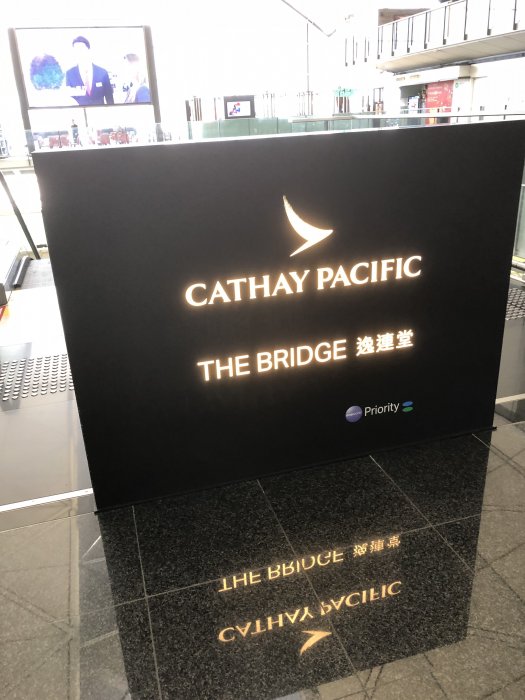 CATHAY PACIFIC
THE BRIDGE 逸連堂
Priority